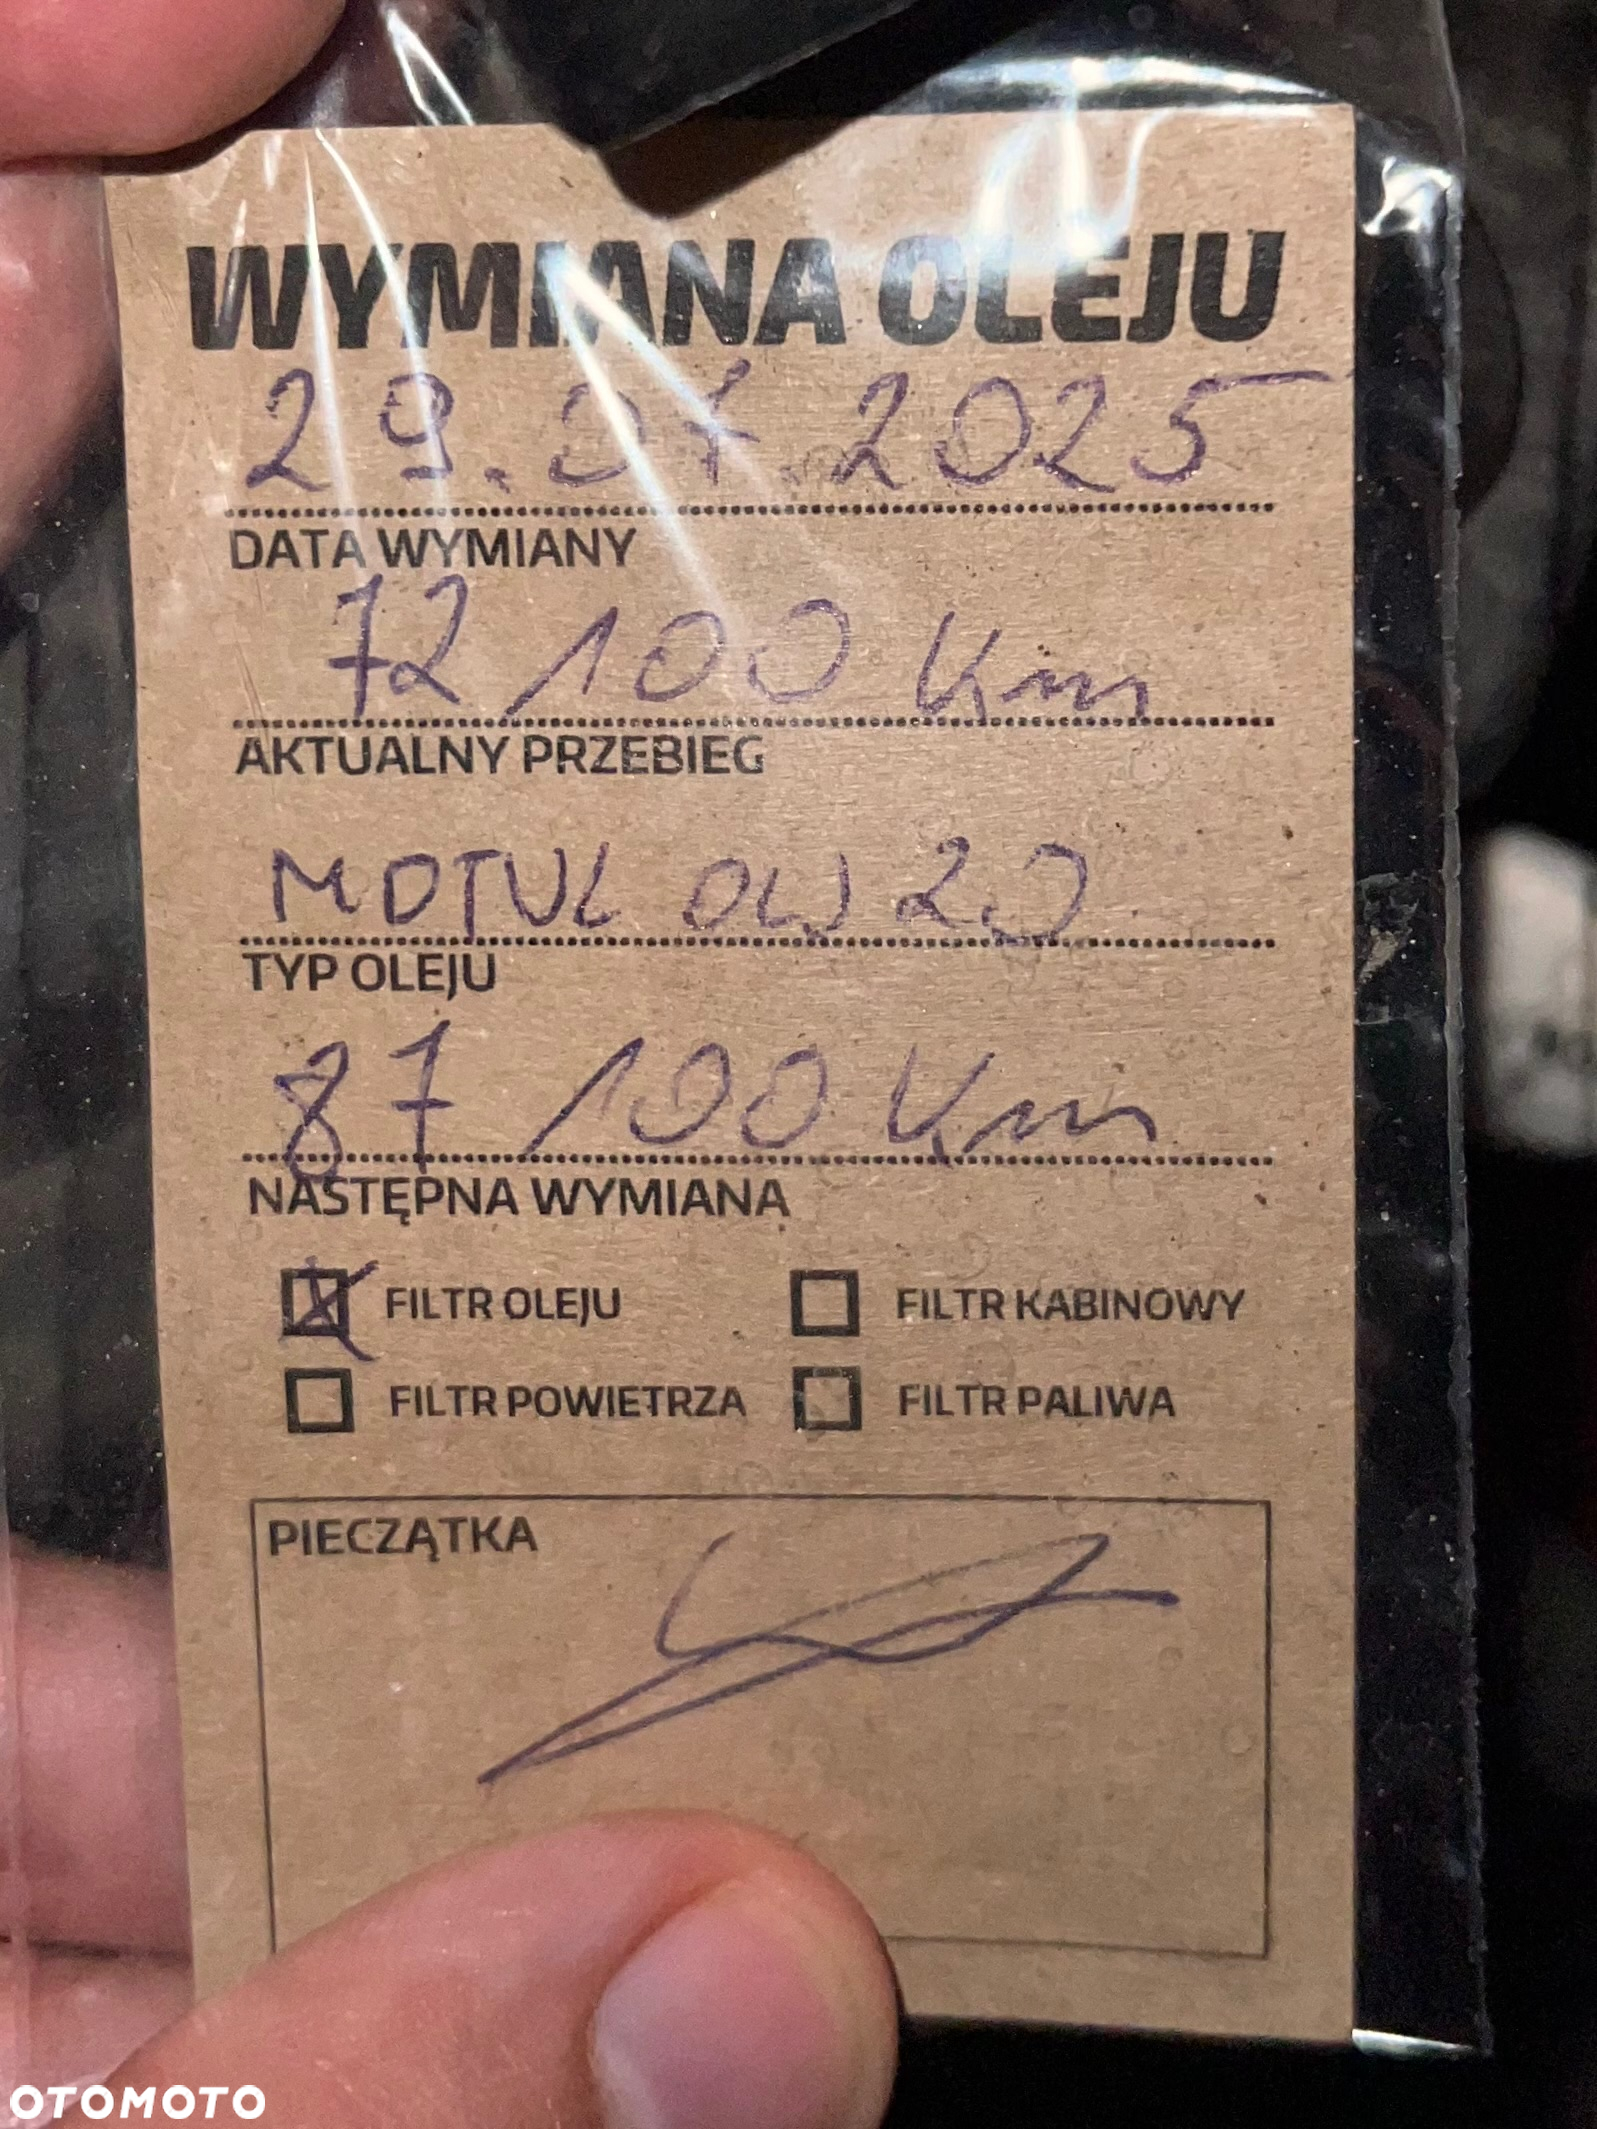 WYMIANA OLEJU
29.07.2025
DATA WYMIANY
72 100 Km
AKTUALNY PRZEBIEG
MOTUL 0W20
TYP OLEJU
87 100 Km
NASTĘPNA WYMIANA
FILTR OLEJU FILTR KABINOWY
FILTR POWIETRZA FILTR PALIWA
PIECZĄTKA
OTOMOTO